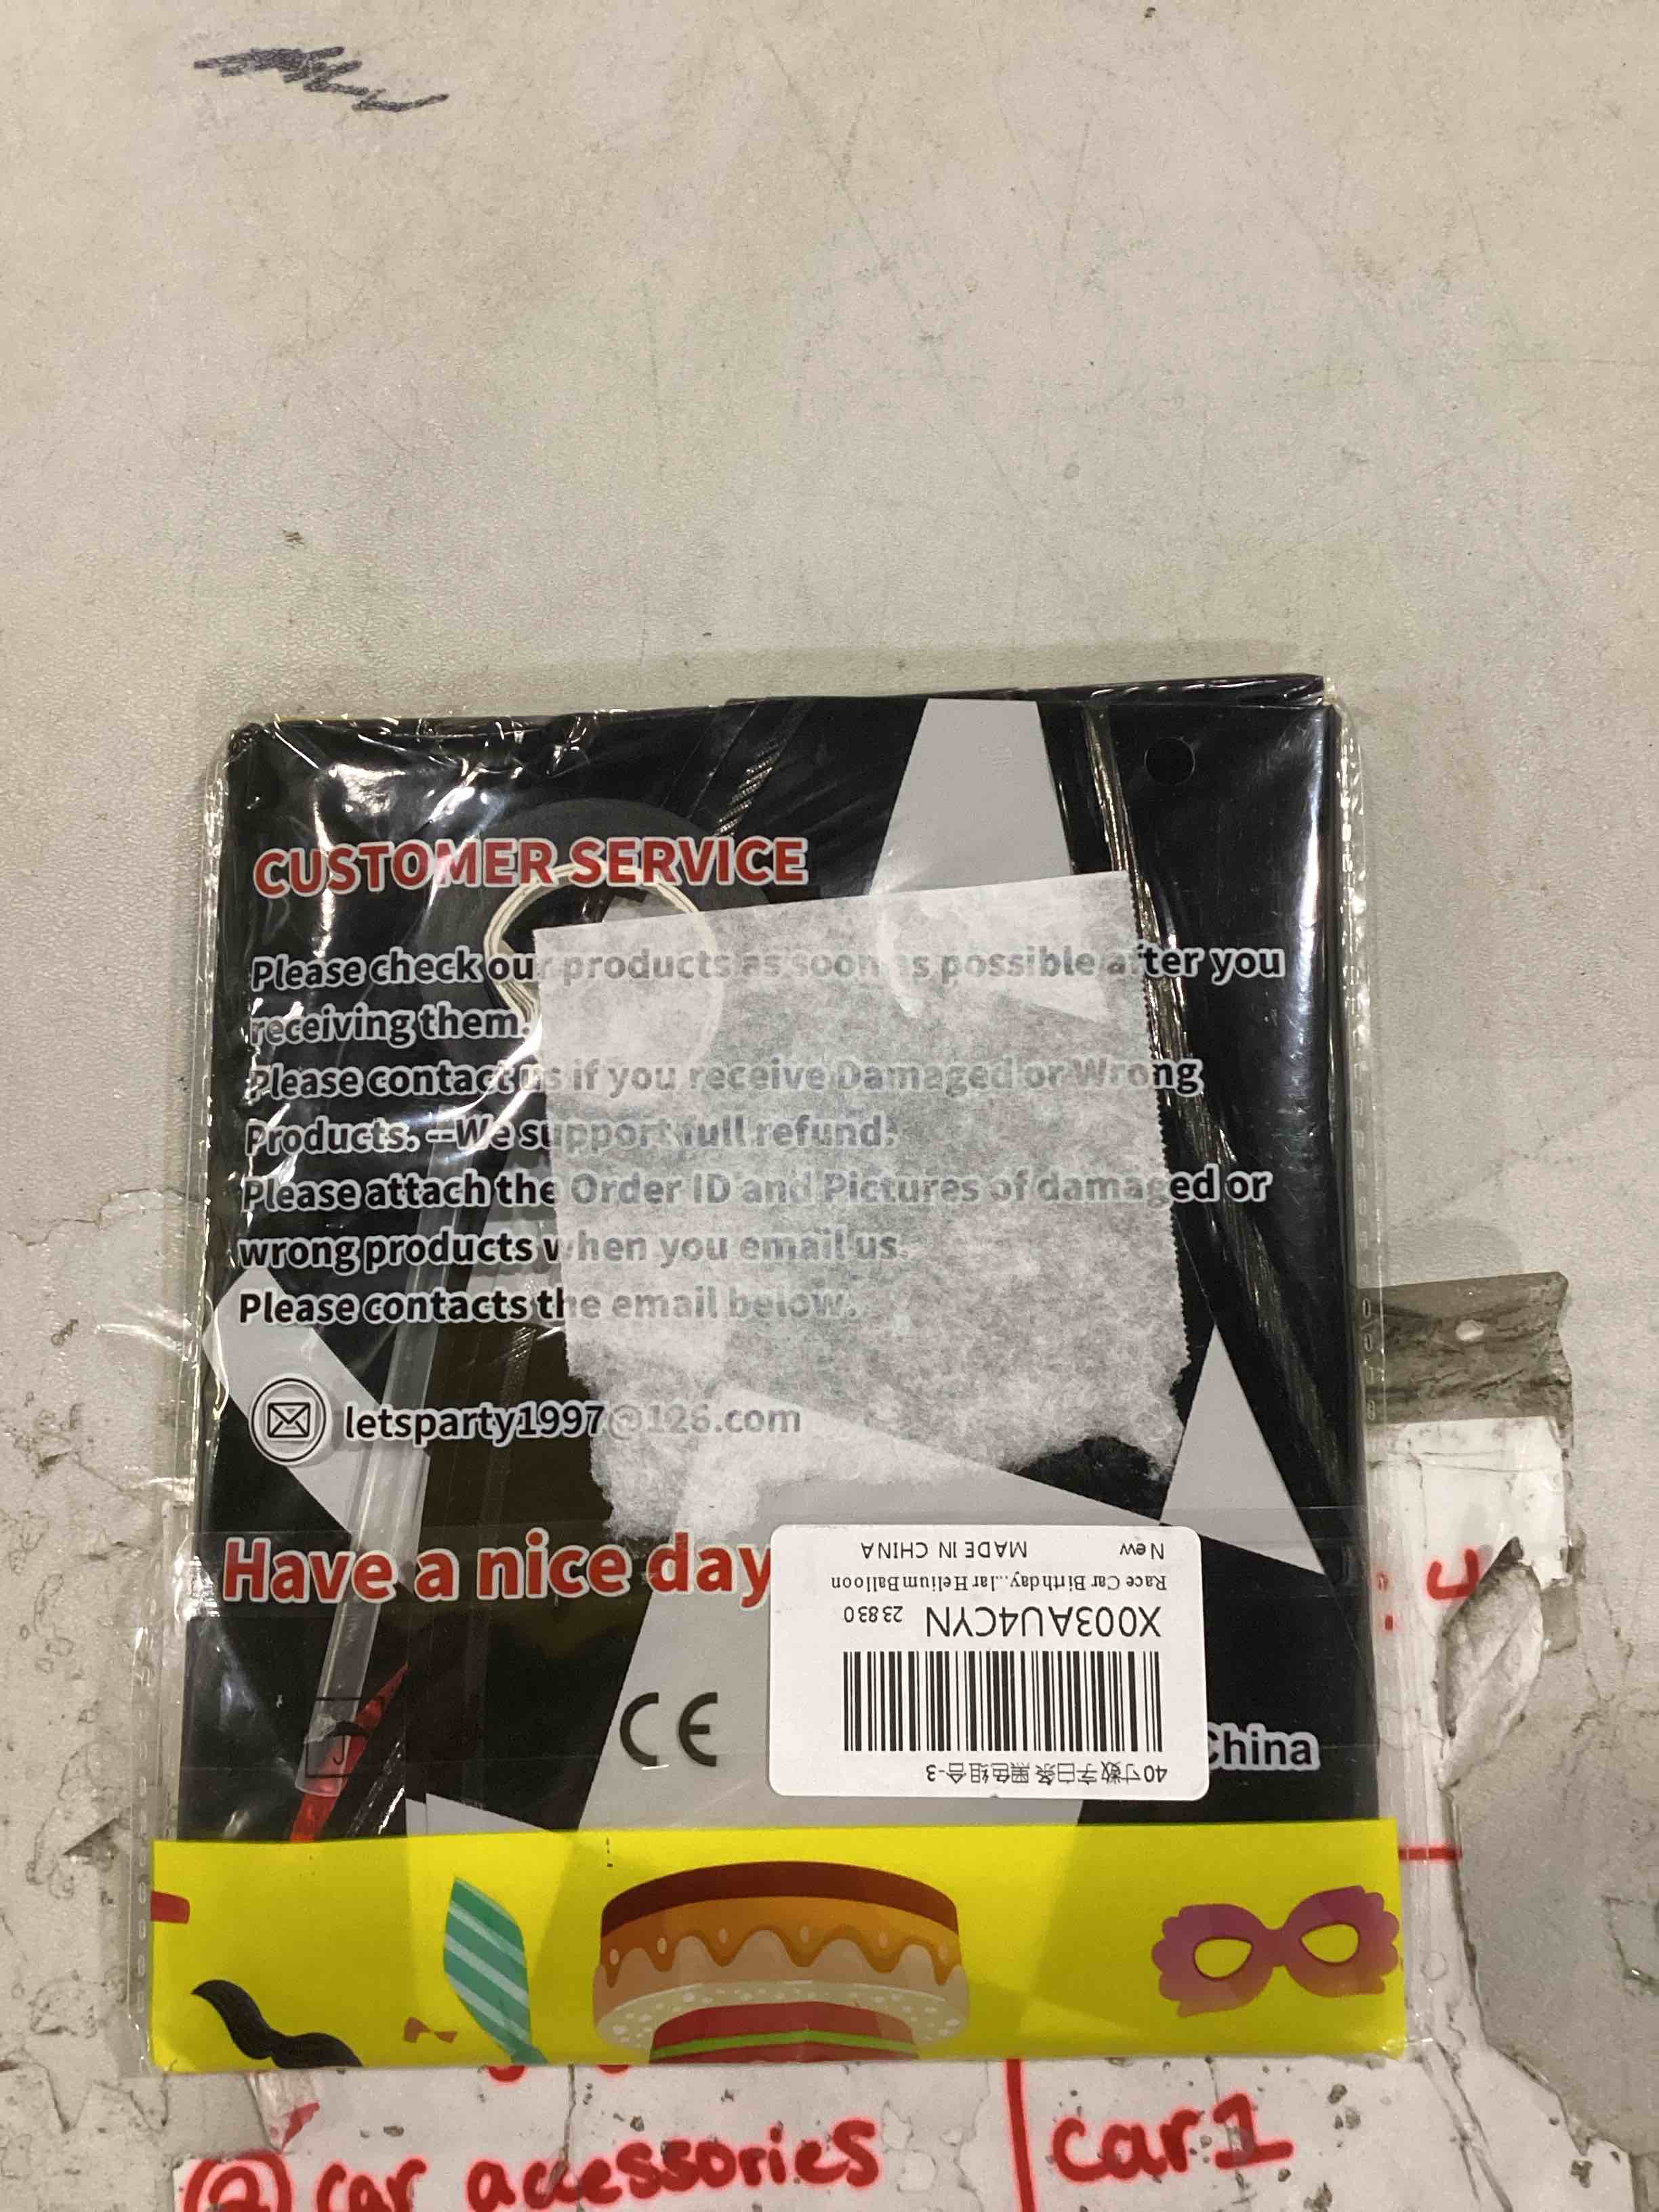 CUSTOMER SERVICE
Please check our products as soon as possible after you
receiving them.
Please contact us if you receive Damaged or Wrong
Products. --We support full refund.
Please attach the Order ID and Pictures of damaged or
wrong products when you email us.
Please contacts the email below.
letsparty1997@126.com
Have a nice day
CE
China
40寸数字白条黑色组合-3
X003AU4CYN 23830
Race Car Birthday...lar Helium Balloon
New MADE IN CHINA
car accessories
car 1